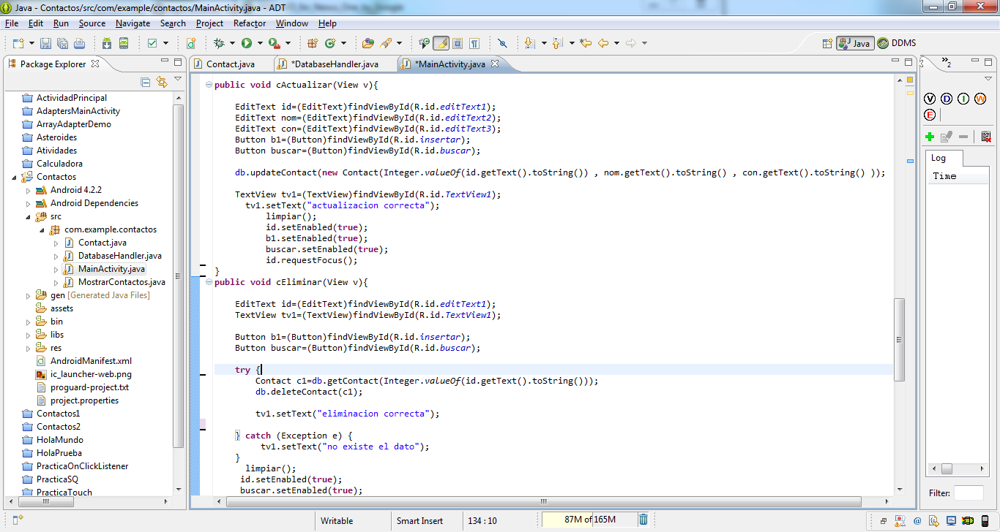 Java - Contactos/src/com/example/contactos/MainActivity.java - ADT
File Edit Run Source Navigate Search Project Refactor Window Help
Java DDMS
Package Explorer
Contact.java *DatabaseHandler.java *MainActivity.java
2
ActividadPrincipal
AdaptersMainActivity
ArrayAdapterDemo
Asteroides
Atividades
Calculadora
Contactos
Android 4.2.2
Android Dependencies
src
com.example.contactos
Contact.java
DatabaseHandler.java
MainActivity.java
MostrarContactos.java
gen [Generated Java Files]
assets
bin
libs
res
AndroidManifest.xml
ic_launcher-web.png
proguard-project.txt
project.properties
Contactos1
Contactos2
HolaMundo
HolaPrueba
PracticaOnClickListener
PracticaSQ
PracticaTouch
public void cActualizar(View v){
EditText id=(EditText)findViewById(R.id.editText1);
EditText nom=(EditText)findViewById(R.id.editText2);
EditText con=(EditText)findViewById(R.id.editText3);
Button b1=(Button)findViewById(R.id.insertar);
Button buscar=(Button)findViewById(R.id.buscar);
db.updateContact(new Contact(Integer.valueOf(id.getText().toString()) , nom.getText().toString() , con.getText().toString() ));
TextView tv1=(TextView)findViewById(R.id.TextView1);
tv1.setText("actualizacion correcta");
limpiar();
id.setEnabled(true);
b1.setEnabled(true);
buscar.setEnabled(true);
id.requestFocus();
}
public void cEliminar(View v){
EditText id=(EditText)findViewById(R.id.editText1);
TextView tv1=(TextView)findViewById(R.id.TextView1);
Button b1=(Button)findViewById(R.id.insertar);
Button buscar=(Button)findViewById(R.id.buscar);
try {
Contact c1=db.getContact(Integer.valueOf(id.getText().toString()));
db.deleteContact(c1);
tv1.setText("eliminacion correcta");
} catch (Exception e) {
tv1.setText("no existe el dato");
}
limpiar();
id.setEnabled(true);
buscar.setEnabled(true);
V D I W
E
Log
Time
Filter:
Writable Smart Insert 134 : 10 87M of 165M